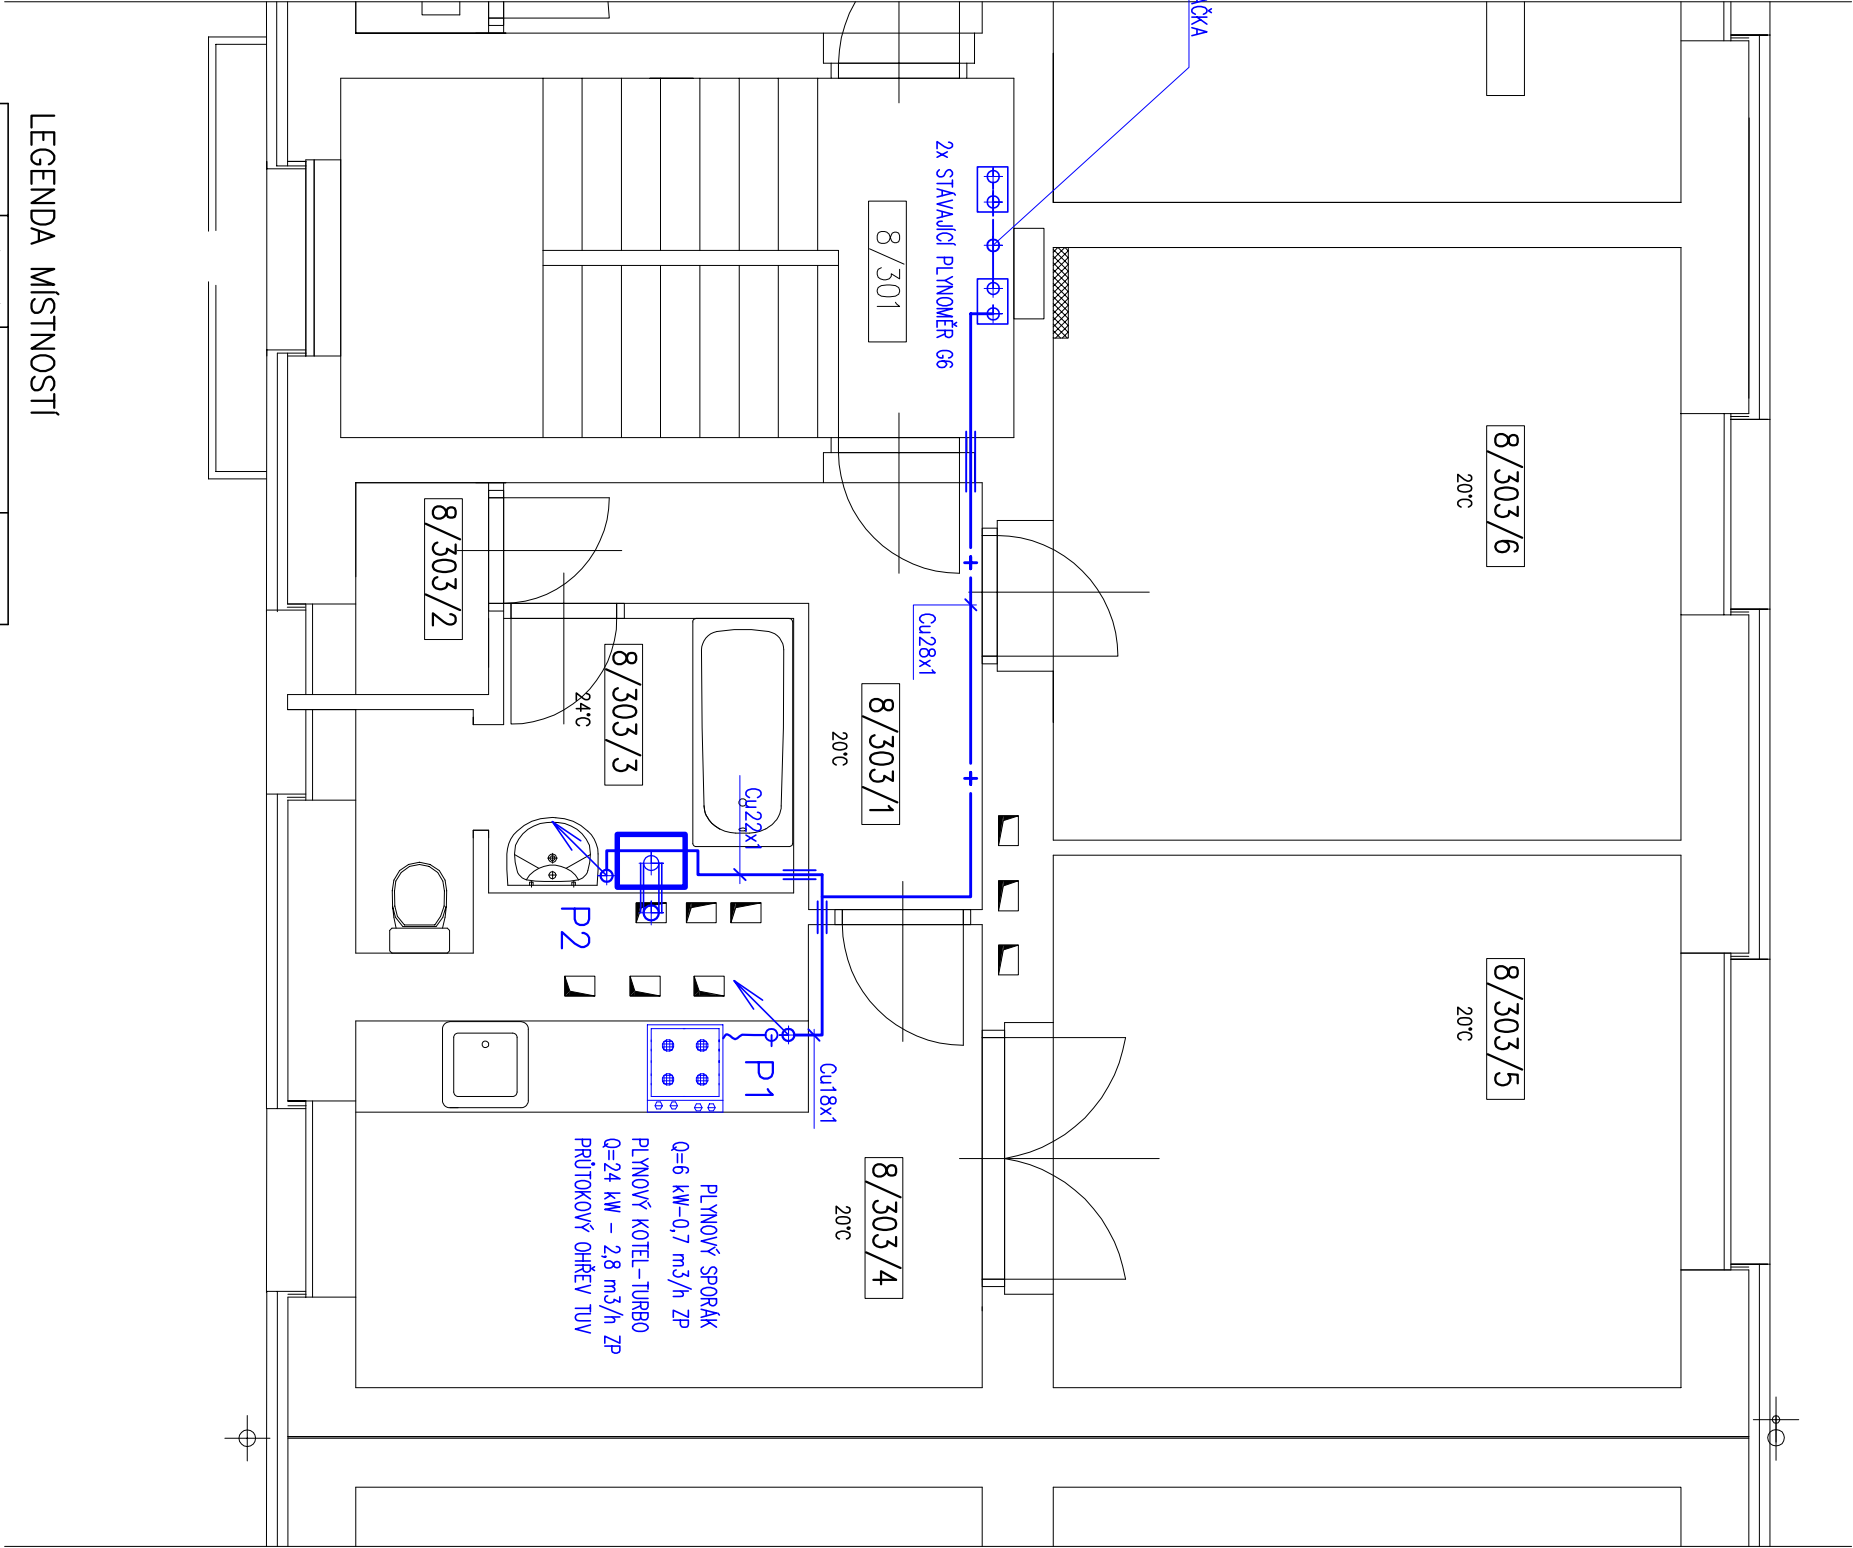 LEGENDA MÍSTNOSTÍ
2x STÁVAJÍCÍ PLYNOMĚR G6
8/301
8/303/6
20°C
8/303/2
8/303/3
24°C
Cu28x1
8/303/1
20°C
Cu22x1
8/303/5
20°C
P2
P1
Cu18x1
8/303/4
20°C
PLYNOVÝ SPORÁK
Q=6 kW-0,7 m3/h ZP
PLYNOVÝ KOTEL-TURBO
Q=24 kW - 2,8 m3/h ZP
PRŮTOKOVÝ OHŘEV TUV